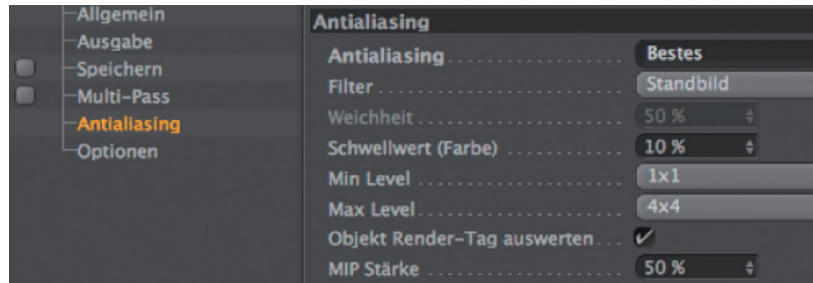 Allgemein
Ausgabe
Speichern
Multi-Pass
Antialiasing
Optionen
Antialiasing
Antialiasing Bestes
Filter Standbild
Weichheit 50 %
Schwellwert (Farbe) 10 %
Min Level 1x1
Max Level 4x4
Objekt Render-Tag auswerten
MIP Stärke 50 %